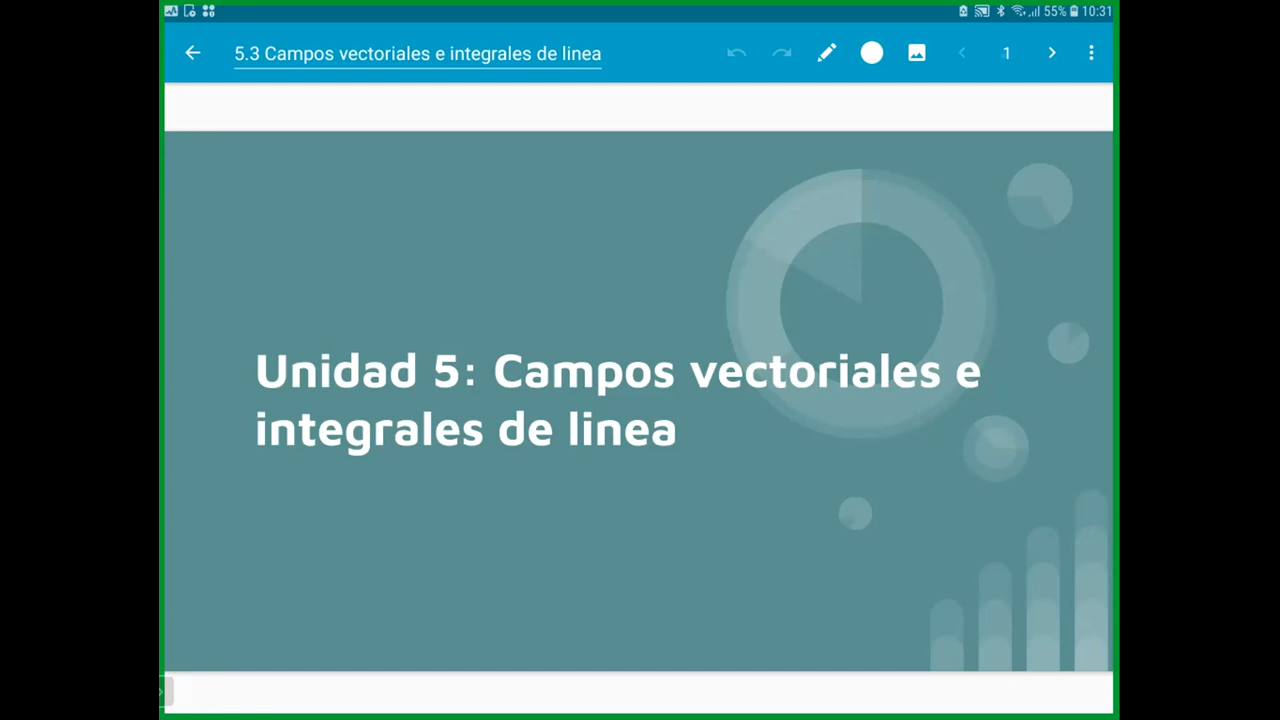 55% 10:31
5.3 Campos vectoriales e integrales de linea
1
Unidad 5: Campos vectoriales e
integrales de linea